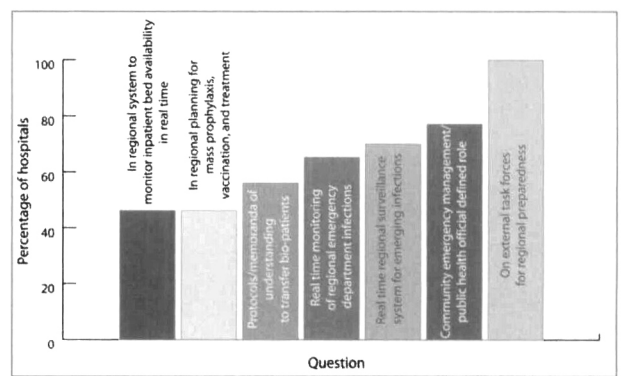 Percentage of hospitals
100
80
60
40
20
0
In regional system to
monitor inpatient bed availability
in real time
In regional planning for
mass prophylaxis,
vaccination, and treatment
Protocols/memoranda of
understanding
to transfer bio-patients
Real time monitoring
of regional emergency
department infections
Real time regional surveillance
system for emerging infections
Community emergency management/
public health official defined role
On external task forces
for regional preparedness
Question